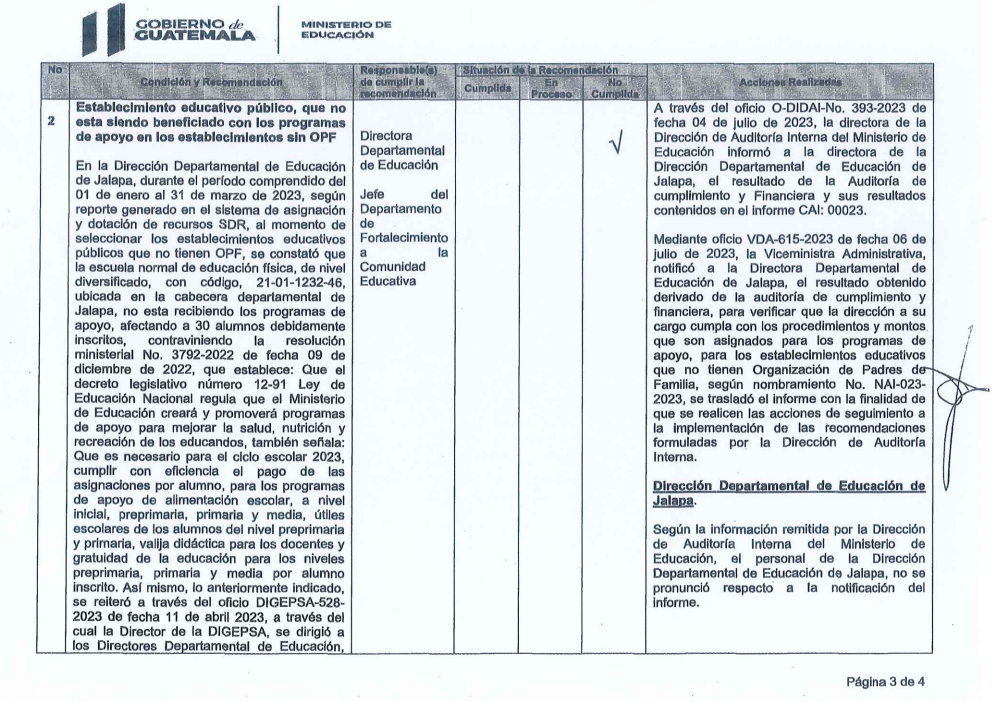 GOBIERNO de
GUATEMALA
MINISTERIO DE
EDUCACIÓN
No
Condición y Recomendación
Responsable(s)
de cumplir la
recomendación
Situación de la Recomendación
Cumplida
En
Proceso
No
Cumplida
Acciones Realizadas
2
Establecimiento educativo público, que no
esta siendo beneficiado con los programas
de apoyo en los establecimientos sin OPF
En la Dirección Departamental de Educación
de Jalapa, durante el período comprendido del
01 de enero al 31 de marzo de 2023, según
reporte generado en el sistema de asignación
y dotación de recursos SDR, al momento de
seleccionar los establecimientos educativos
públicos que no tienen OPF, se constató que
la escuela normal de educación física, de nivel
diversificado, con código, 21-01-1232-46,
ubicada en la cabecera departamental de
Jalapa, no esta recibiendo los programas de
apoyo, afectando a 30 alumnos debidamente
inscritos, contraviniendo la resolución
ministerial No. 3792-2022 de fecha 09 de
diciembre de 2022, que establece: Que el
decreto legislativo número 12-91 Ley de
Educación Nacional regula que el Ministerio
de Educación creará y promoverá programas
de apoyo para mejorar la salud, nutrición y
recreación de los educandos, también señala:
Que es necesario para el ciclo escolar 2023,
cumplir con eficiencia el pago de las
asignaciones por alumno, para los programas
de apoyo de alimentación escolar, a nivel
inicial, preprimaria, primaria y media, útiles
escolares de los alumnos del nivel preprimaria
y primaria, valija didáctica para los docentes y
gratuidad de la educación para los niveles
preprimaria, primaria y media por alumno
inscrito. Así mismo, lo anteriormente indicado,
se reiteró a través del oficio DIGEPSA-528-
2023 de fecha 11 de abril 2023, a través del
cual la Director de la DIGEPSA, se dirigió a
los Directores Departamental de Educación,
Directora
Departamental
de Educación
Jefe del
Departamento
de
Fortalecimiento
a la
Comunidad
Educativa
√
A través del oficio O-DIDAI-No. 393-2023 de
fecha 04 de julio de 2023, la directora de la
Dirección de Auditoría Interna del Ministerio de
Educación informó a la directora de la
Dirección Departamental de Educación de
Jalapa, el resultado de la Auditoría de
cumplimiento y Financiera y sus resultados
contenidos en el informe CAI: 00023.
Mediante oficio VDA-615-2023 de fecha 06 de
julio de 2023, la Viceministra Administrativa,
notificó a la Directora Departamental de
Educación de Jalapa, el resultado obtenido
derivado de la auditoría de cumplimiento y
financiera, para verificar que la dirección a su
cargo cumpla con los procedimientos y montos
que son asignados para los programas de
apoyo, para los establecimientos educativos
que no tienen Organización de Padres de
Familia, según nombramiento No. NAI-023-
2023, se trasladó el informe con la finalidad de
que se realicen las acciones de seguimiento a
la implementación de las recomendaciones
formuladas por la Dirección de Auditoría
Interna.
Dirección Departamental de Educación de
Jalapa.
Según la información remitida por la Dirección
de Auditoría Interna del Ministerio de
Educación, el personal de la Dirección
Departamental de Educación de Jalapa, no se
pronunció respecto a la notificación del
informe.
Página 3 de 4